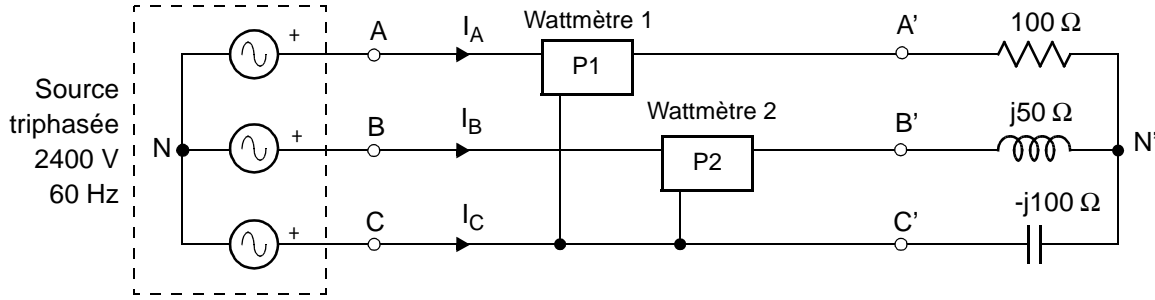 Source
triphasée
2400 V
60 Hz
N
+
A
I_A
Wattmètre 1
P1
A'
100 Ω
+
B
I_B
Wattmètre 2
P2
B'
j50 Ω
N'
+
C
I_C
C'
-j100 Ω